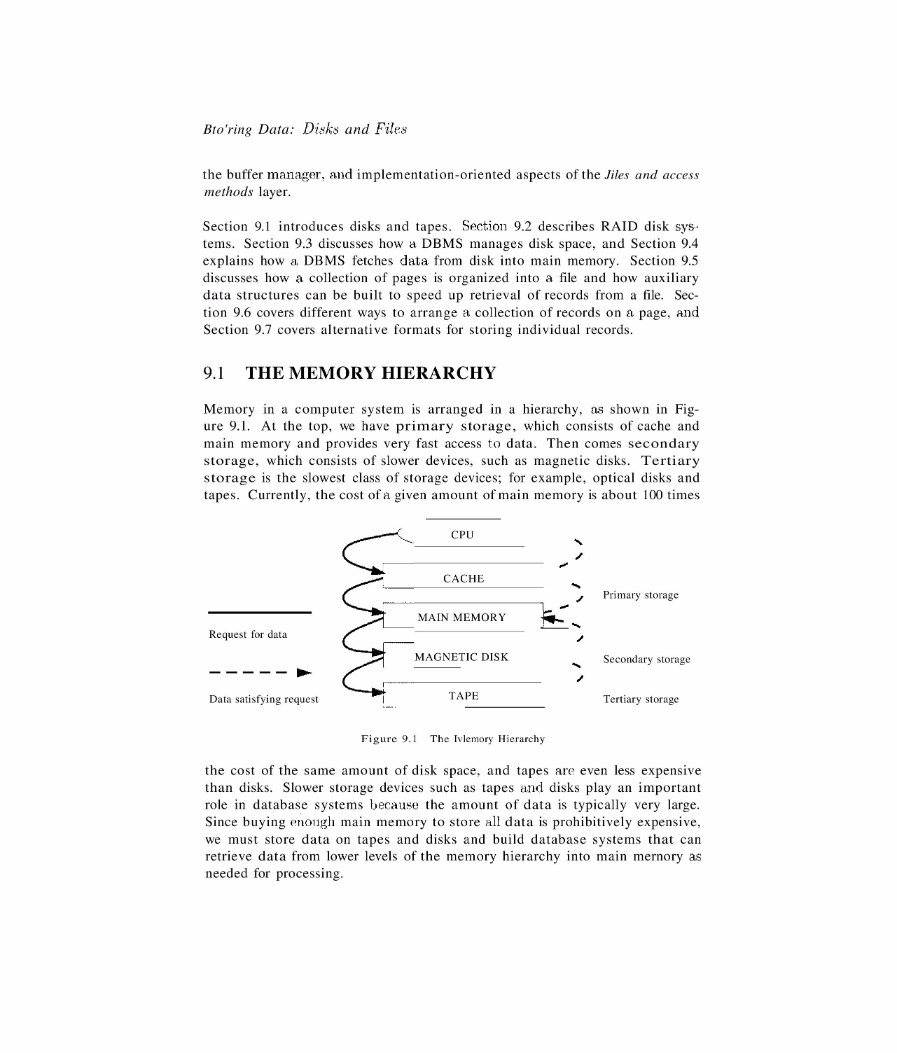 Bto'ring Data: Disks and Files
the buffer manager, and implementation-oriented aspects of the Jiles and access
methods layer.
Section 9.1 introduces disks and tapes. Section 9.2 describes RAID disk sys-
tems. Section 9.3 discusses how a DBMS manages disk space, and Section 9.4
explains how a DBMS fetches data from disk into main memory. Section 9.5
discusses how a collection of pages is organized into a file and how auxiliary
data structures can be built to speed up retrieval of records from a file. Sec-
tion 9.6 covers different ways to arrange a collection of records on a page, and
Section 9.7 covers alternative formats for storing individual records.
9.1 THE MEMORY HIERARCHY
Memory in a computer system is arranged in a hierarchy, as shown in Fig-
ure 9.1. At the top, we have primary storage, which consists of cache and
main memory and provides very fast access to data. Then comes secondary
storage, which consists of slower devices, such as magnetic disks. Tertiary
storage is the slowest class of storage devices; for example, optical disks and
tapes. Currently, the cost of a given amount of main memory is about 100 times
CPU
CACHE
Primary storage
MAIN MEMORY
Request for data
MAGNETIC DISK
Secondary storage
Data satisfying request
TAPE
Tertiary storage
Figure 9.1 The Ivlemory Hierarchy
the cost of the same amount of disk space, and tapes are even less expensive
than disks. Slower storage devices such as tapes and disks play an important
role in database systems because the amount of data is typically very large.
Since buying enough main memory to store all data is prohibitively expensive,
we must store data on tapes and disks and build database systems that can
retrieve data from lower levels of the memory hierarchy into main mernory as
needed for processing.